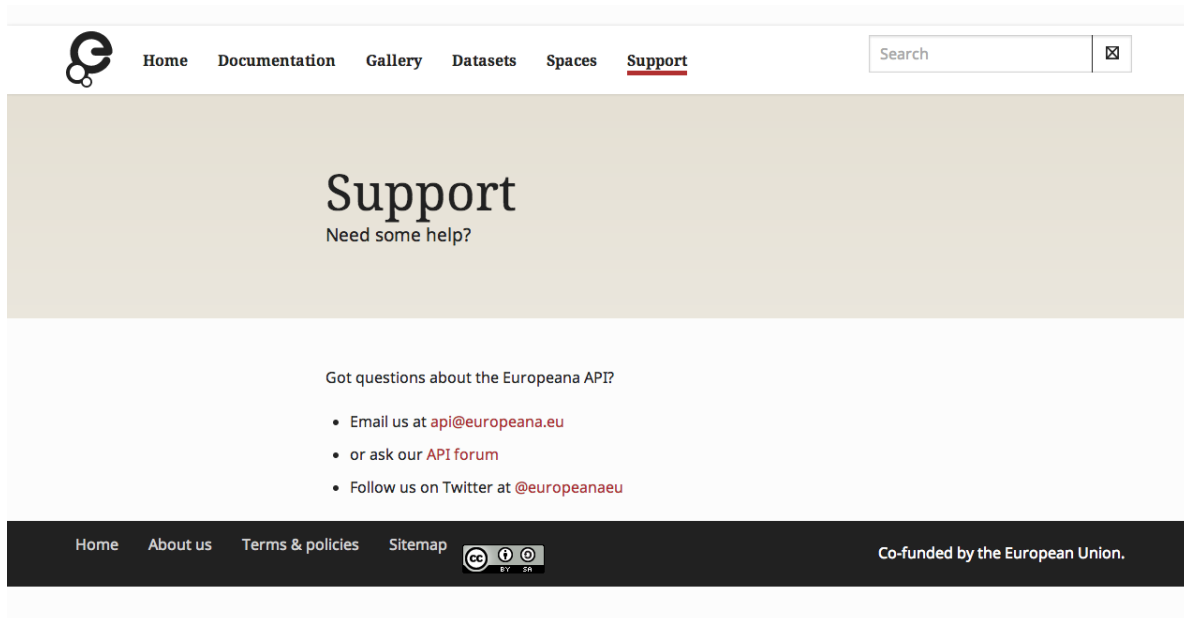 Home Documentation Gallery Datasets Spaces Support Search
Support
Need some help?
Got questions about the Europeana API?
• Email us at api@europeana.eu
• or ask our API forum
• Follow us on Twitter at @europeanaeu
Home About us Terms & policies Sitemap cc BY SA Co-funded by the European Union.